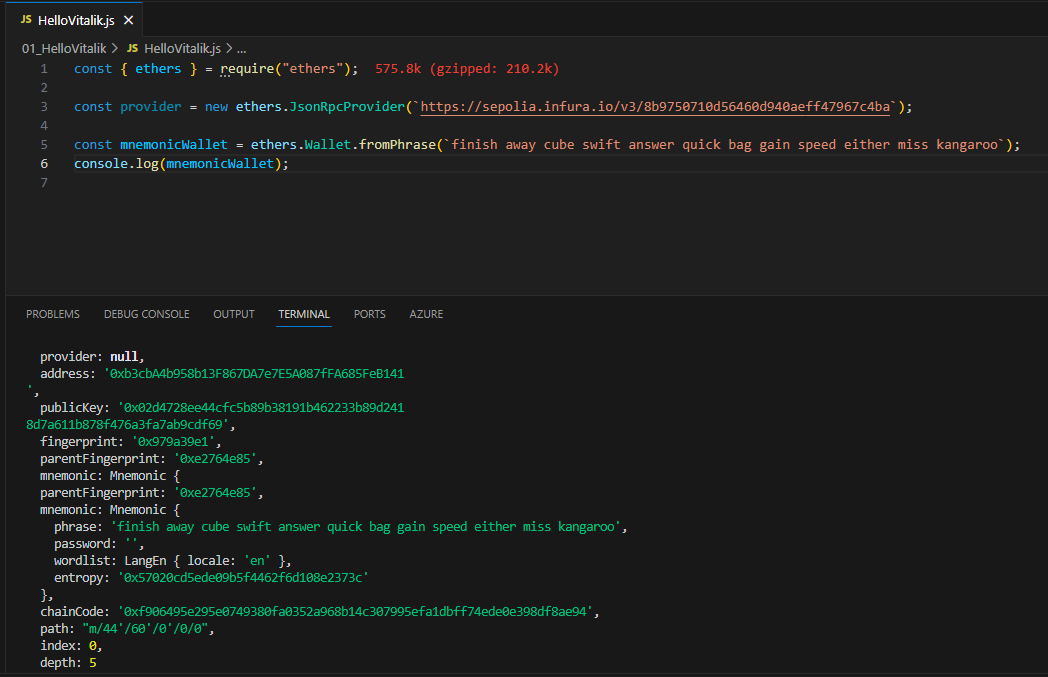 JS HelloVitalik.js ×
01_HelloVitalik > JS HelloVitalik.js > ...
1 const { ethers } = require("ethers"); 575.8k (gzipped: 210.2k)
2
3 const provider = new ethers.JsonRpcProvider(`https://sepolia.infura.io/v3/8b9750710d56460d940aeff47967c4ba`);
4
5 const mnemonicWallet = ethers.Wallet.fromPhrase(`finish away cube swift answer quick bag gain speed either miss kangaroo`);
6 console.log(mnemonicWallet);
7
PROBLEMS DEBUG CONSOLE OUTPUT TERMINAL PORTS AZURE
provider: null,
address: '0xb3cbA4b958b13F867DA7e7E5A087fFA685FeB141
',
publicKey: '0x02d4728ee44cfc5b89b38191b462233b89d241
8d7a611b878f476a3fa7ab9cdf69',
fingerprint: '0x979a39e1',
parentFingerprint: '0xe2764e85',
mnemonic: Mnemonic {
parentFingerprint: '0xe2764e85',
mnemonic: Mnemonic {
phrase: 'finish away cube swift answer quick bag gain speed either miss kangaroo',
password: '',
wordlist: LangEn { locale: 'en' },
entropy: '0x57020cd5ede09b5f4462f6d108e2373c'
},
chainCode: '0xf906495e295e0749380fa0352a968b14c307995efa1dbff74ede0e398df8ae94',
path: "m/44'/60'/0'/0/0",
index: 0,
depth: 5